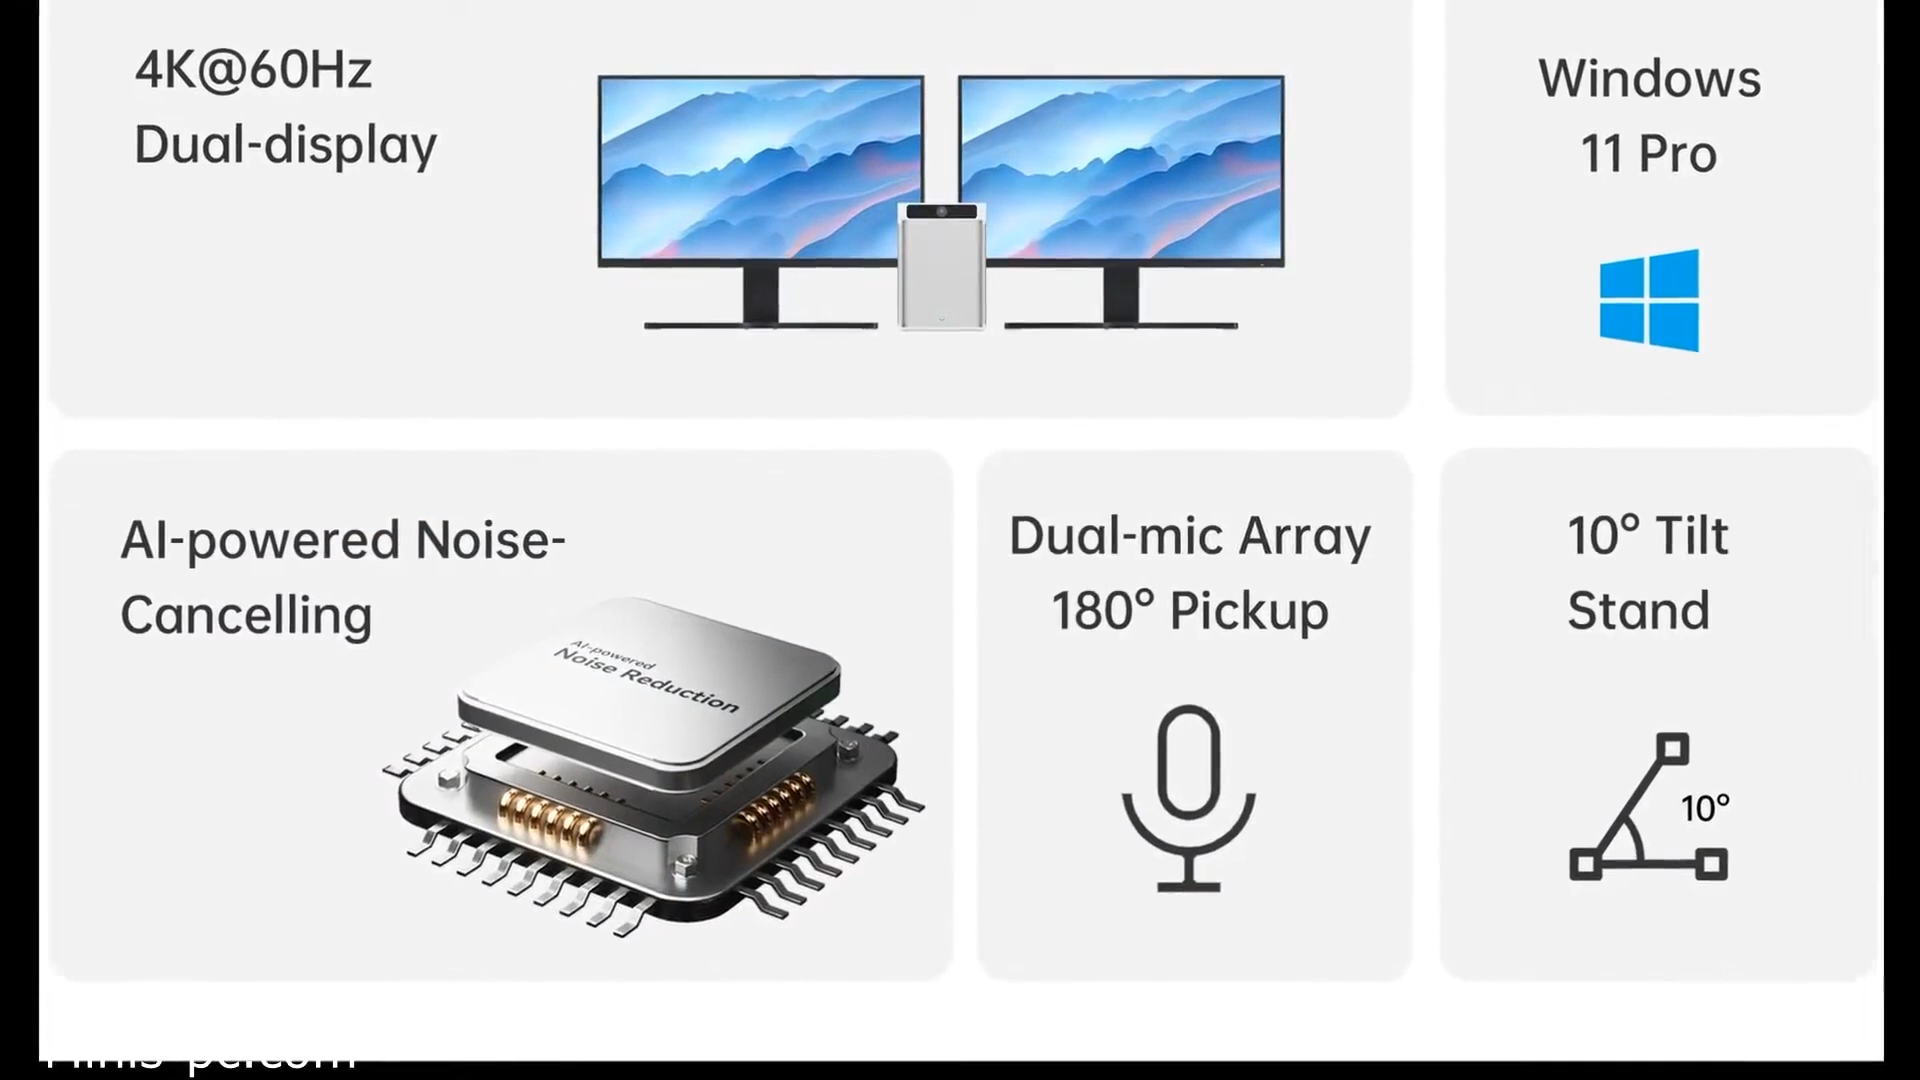 4K@60Hz
Dual-display
Windows
11 Pro
AI-powered Noise-
Cancelling
AI-powered
Noise Reduction
Dual-mic Array
180° Pickup
10° Tilt
Stand
10°